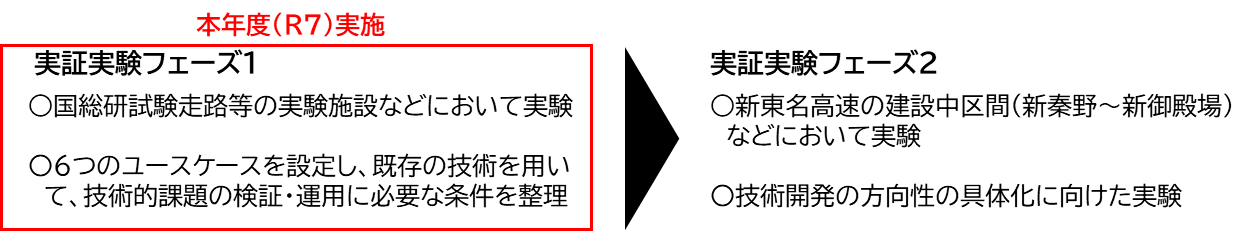 本年度（R7）実施
実証実験フェーズ1
〇国総研試験走路等の実験施設などにおいて実験
〇6つのユースケースを設定し、既存の技術を用い
て、技術的課題の検証・運用に必要な条件を整理
実証実験フェーズ2
〇新東名高速の建設中区間（新秦野～新御殿場）
などにおいて実験
〇技術開発の方向性の具体化に向けた実験